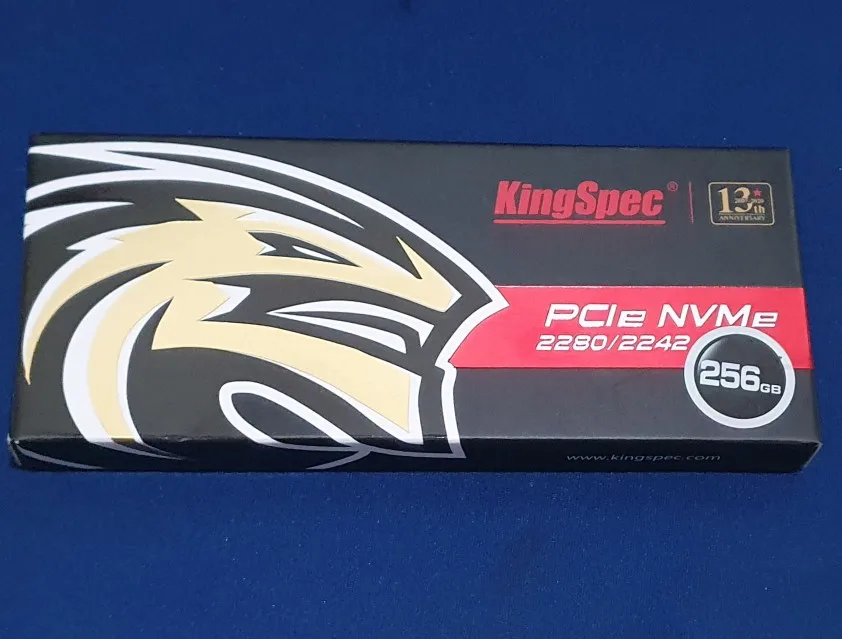 KingSpec®
13th
ANNIVERSARY
PCIe NVMe
2280/2242
256GB
www.kingspec.com